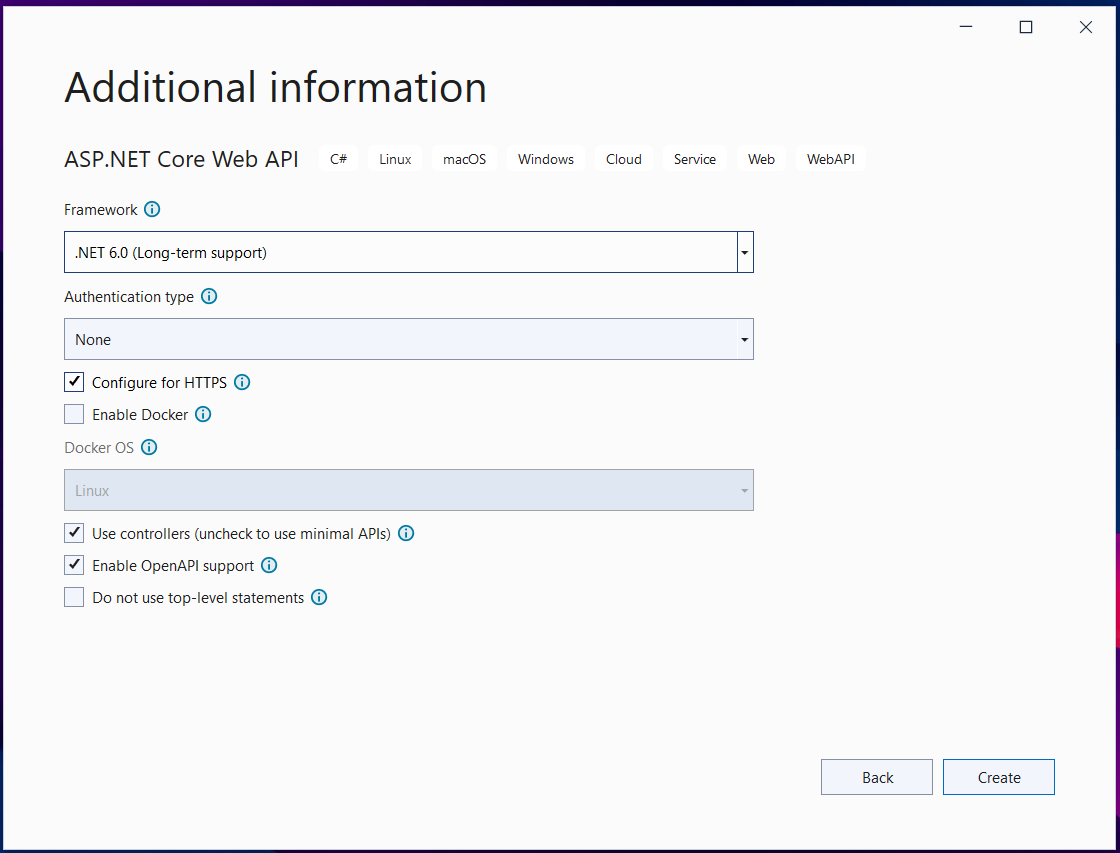 Additional information
ASP.NET Core Web API C# Linux macOS Windows Cloud Service Web WebAPI
Framework
.NET 6.0 (Long-term support)
Authentication type
None
Configure for HTTPS
Enable Docker
Docker OS
Linux
Use controllers (uncheck to use minimal APIs)
Enable OpenAPI support
Do not use top-level statements
Back Create